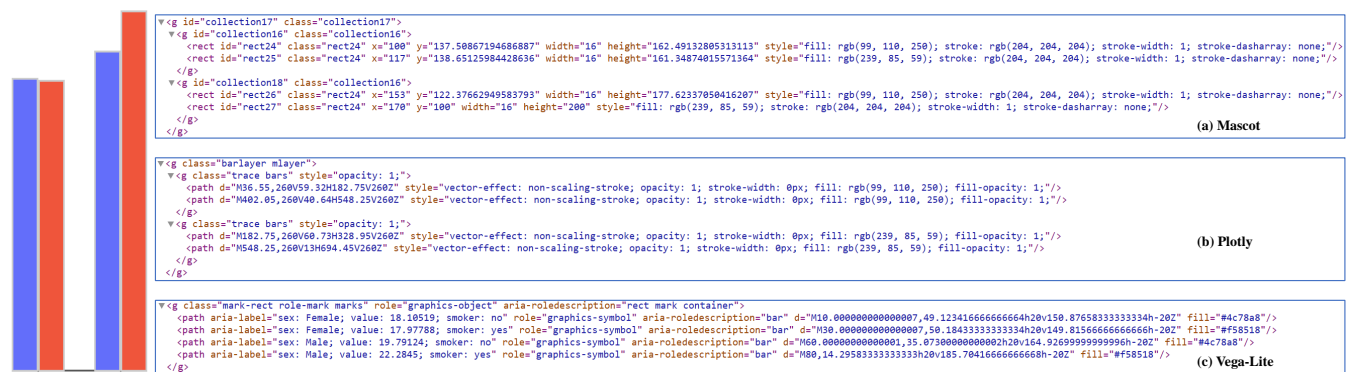 ▼<g id="collection17" class="collection17">
▼<g id="collection16" class="collection16">
<rect id="rect24" class="rect24" x="100" y="137.50867194686887" width="16" height="162.49132805313113" style="fill: rgb(99, 110, 250); stroke: rgb(204, 204, 204); stroke-width: 1; stroke-dasharray: none;"/>
<rect id="rect25" class="rect24" x="117" y="138.65125984428636" width="16" height="161.34874015571364" style="fill: rgb(239, 85, 59); stroke: rgb(204, 204, 204); stroke-width: 1; stroke-dasharray: none;"/>
</g>
▼<g id="collection18" class="collection16">
<rect id="rect26" class="rect24" x="153" y="122.37662949583793" width="16" height="177.62337050416207" style="fill: rgb(99, 110, 250); stroke: rgb(204, 204, 204); stroke-width: 1; stroke-dasharray: none;"/>
<rect id="rect27" class="rect24" x="170" y="100" width="16" height="200" style="fill: rgb(239, 85, 59); stroke: rgb(204, 204, 204); stroke-width: 1; stroke-dasharray: none;"/>
</g>
</g>
(a) Mascot
▼<g class="barlayer mlayer">
▼<g class="trace bars" style="opacity: 1;">
<path d="M36.55,260V59.32H182.75V260Z" style="vector-effect: non-scaling-stroke; opacity: 1; stroke-width: 0px; fill: rgb(99, 110, 250); fill-opacity: 1;"/>
<path d="M402.05,260V40.64H548.25V260Z" style="vector-effect: non-scaling-stroke; opacity: 1; stroke-width: 0px; fill: rgb(99, 110, 250); fill-opacity: 1;"/>
</g>
▼<g class="trace bars" style="opacity: 1;">
<path d="M182.75,260V60.73H328.95V260Z" style="vector-effect: non-scaling-stroke; opacity: 1; stroke-width: 0px; fill: rgb(239, 85, 59); fill-opacity: 1;"/>
<path d="M548.25,260V13H694.45V260Z" style="vector-effect: non-scaling-stroke; opacity: 1; stroke-width: 0px; fill: rgb(239, 85, 59); fill-opacity: 1;"/>
</g>
</g>
(b) Plotly
▼<g class="mark-rect role-mark marks" role="graphics-object" aria-roledescription="rect mark container">
<path aria-label="sex: Female; value: 18.10519; smoker: no" role="graphics-symbol" aria-roledescription="bar" d="M10.000000000000007,49.123416666666664h20v150.87658333333334h-20Z" fill="#4c78a8"/>
<path aria-label="sex: Female; value: 17.97788; smoker: yes" role="graphics-symbol" aria-roledescription="bar" d="M30.000000000000007,50.18433333333334h20v149.81566666666666h-20Z" fill="#f58518"/>
<path aria-label="sex: Male; value: 19.79124; smoker: no" role="graphics-symbol" aria-roledescription="bar" d="M60.00000000000001,35.07300000000002h20v164.92699999999996h-20Z" fill="#4c78a8"/>
<path aria-label="sex: Male; value: 22.2845; smoker: yes" role="graphics-symbol" aria-roledescription="bar" d="M80,14.29583333333333h20v185.70416666666668h-20Z" fill="#f58518"/>
</g>
(c) Vega-Lite